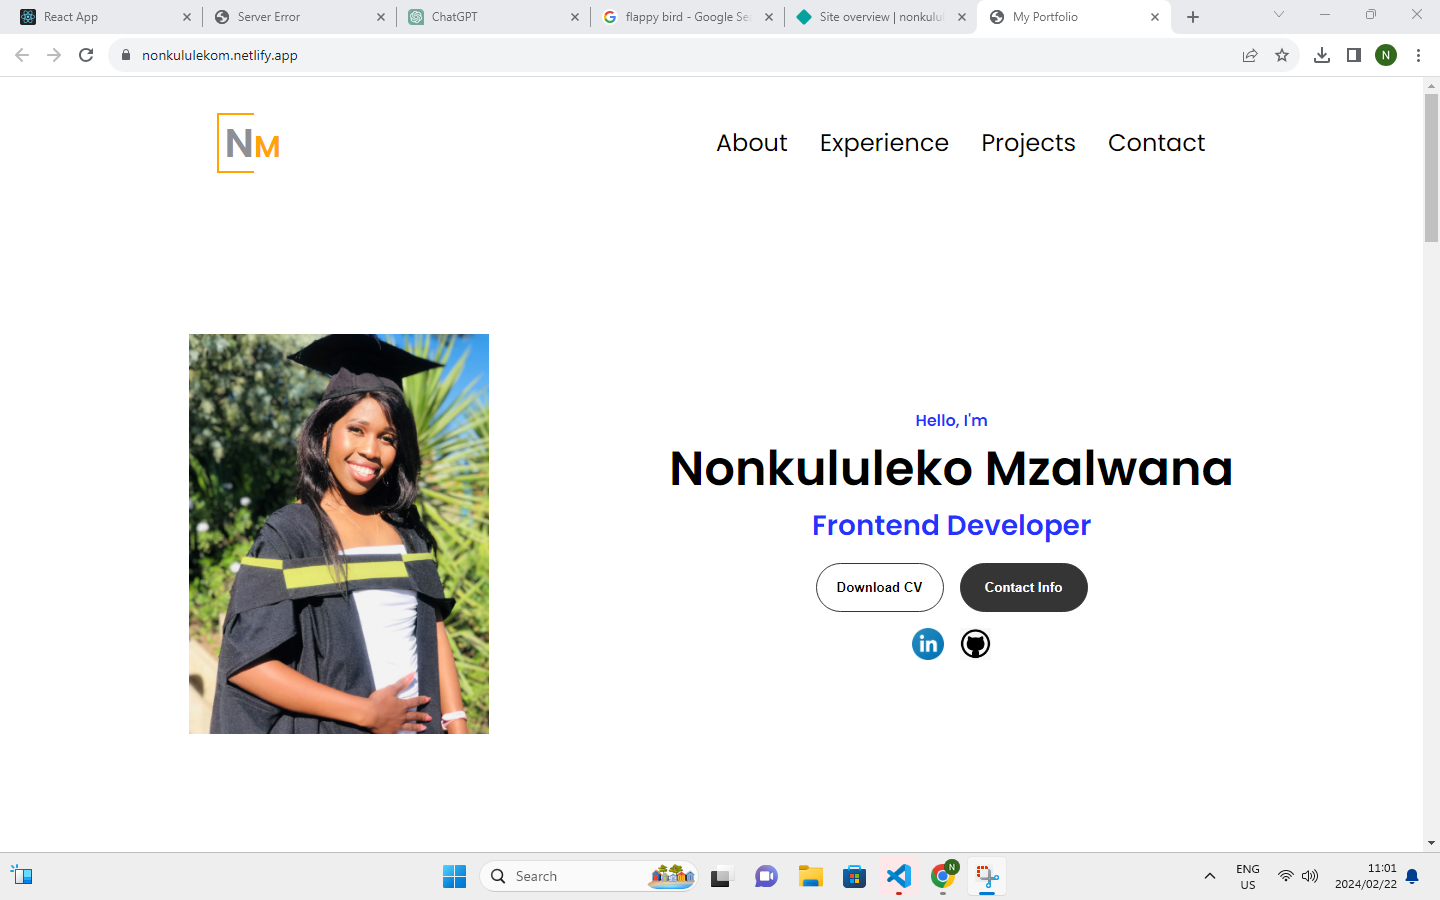 React App
Server Error
ChatGPT
flappy bird - Google Se
Site overview | nonkulul
My Portfolio
nonkululekom.netlify.app
N
NM
About
Experience
Projects
Contact
Hello, I'm
Nonkululeko Mzalwana
Frontend Developer
Download CV
Contact Info
in
Search
N
ENG
US
11:01
2024/02/22